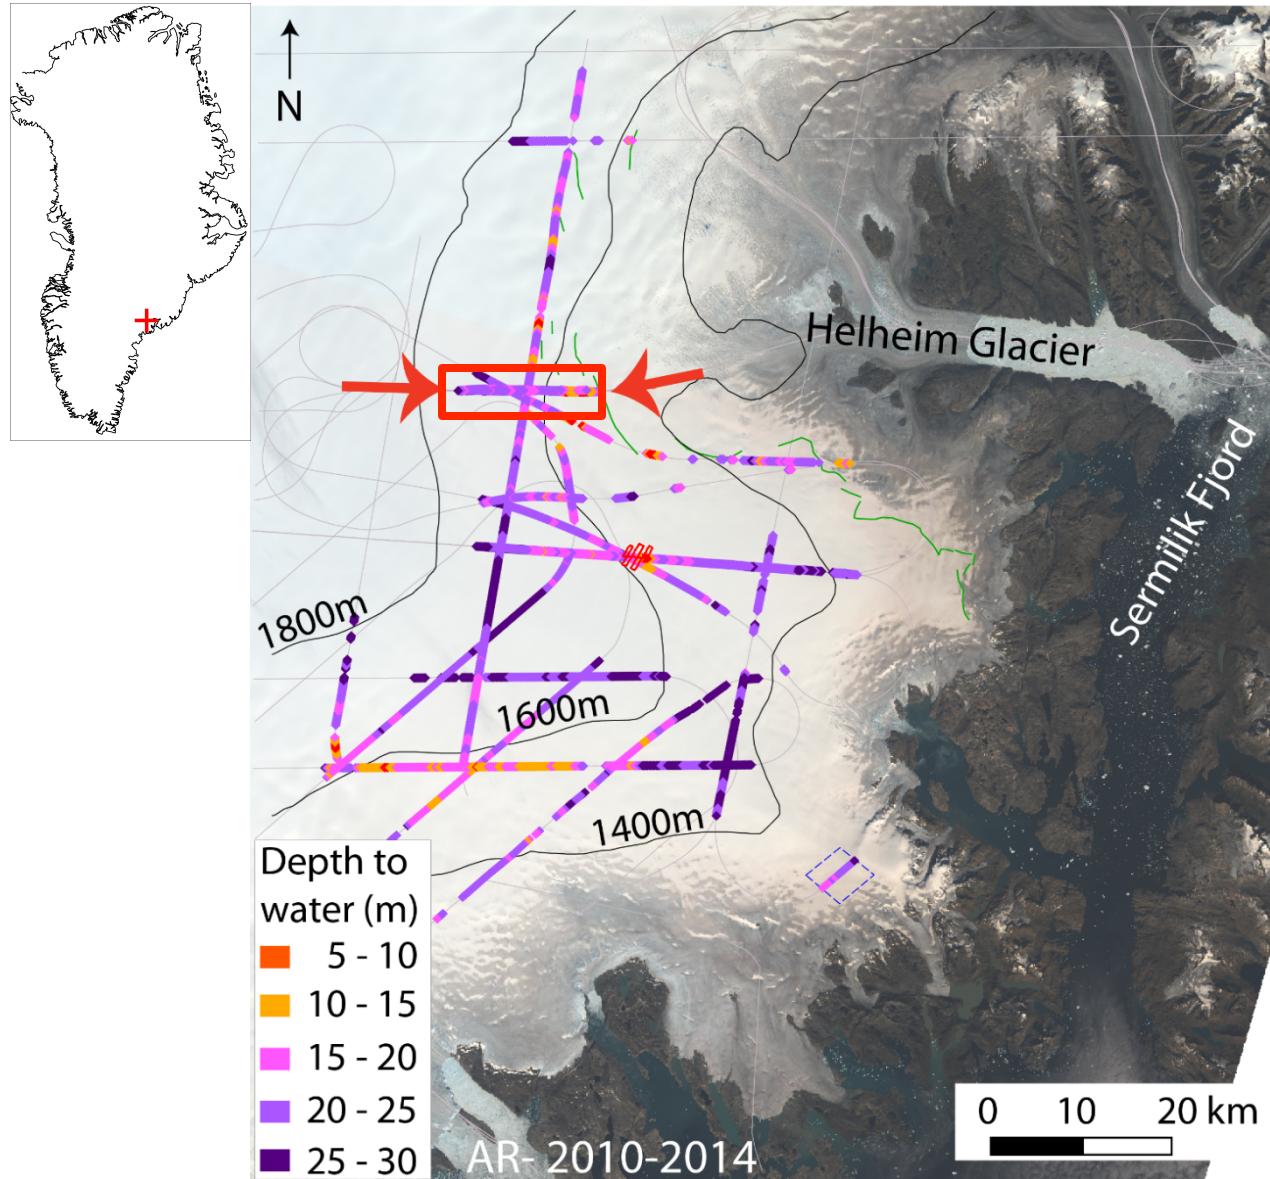 N
Helheim Glacier
Sermilik Fjord
1800m
1600m
1400m
Depth to
water (m)
5 - 10
10 - 15
15 - 20
20 - 25
25 - 30
0 10 20 km
AR- 2010-2014